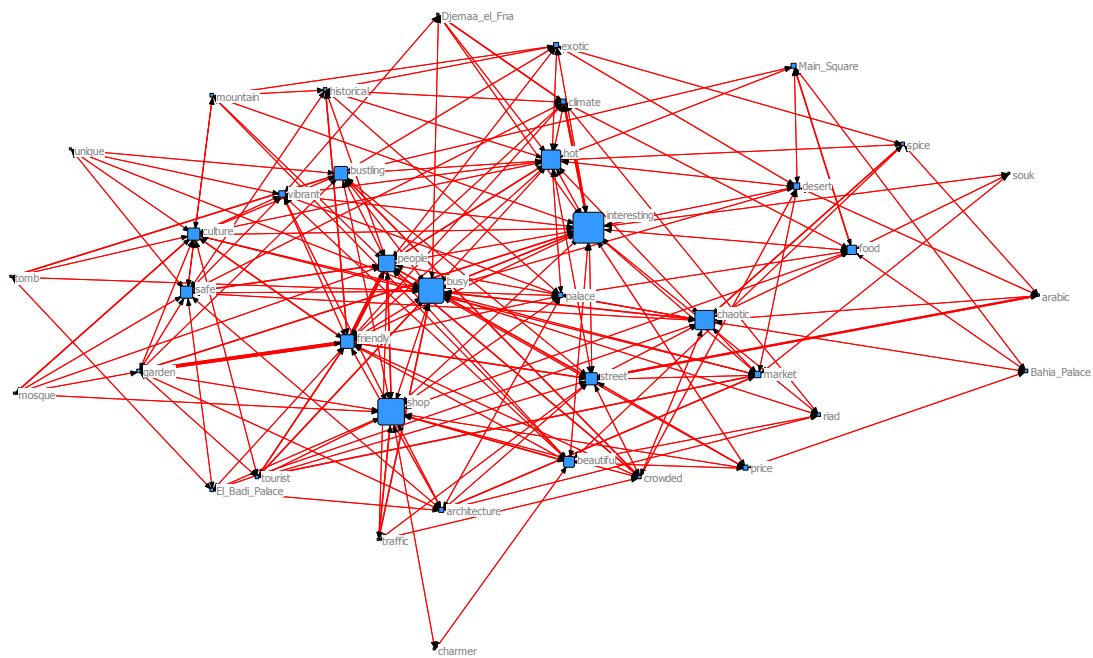 Djemaa_el_Fna
exotic
Main_Square
mountain
historical
climate
unique
hot
spice
bustling
souk
vibrant
desert
interesting
culture
people
food
tomb
safe
busy
palace
arabic
chaotic
friendly
garden
street
market
Bahia_Palace
mosque
shop
riad
beautiful
price
tourist
El_Badi_Palace
crowded
architecture
traffic
charmer